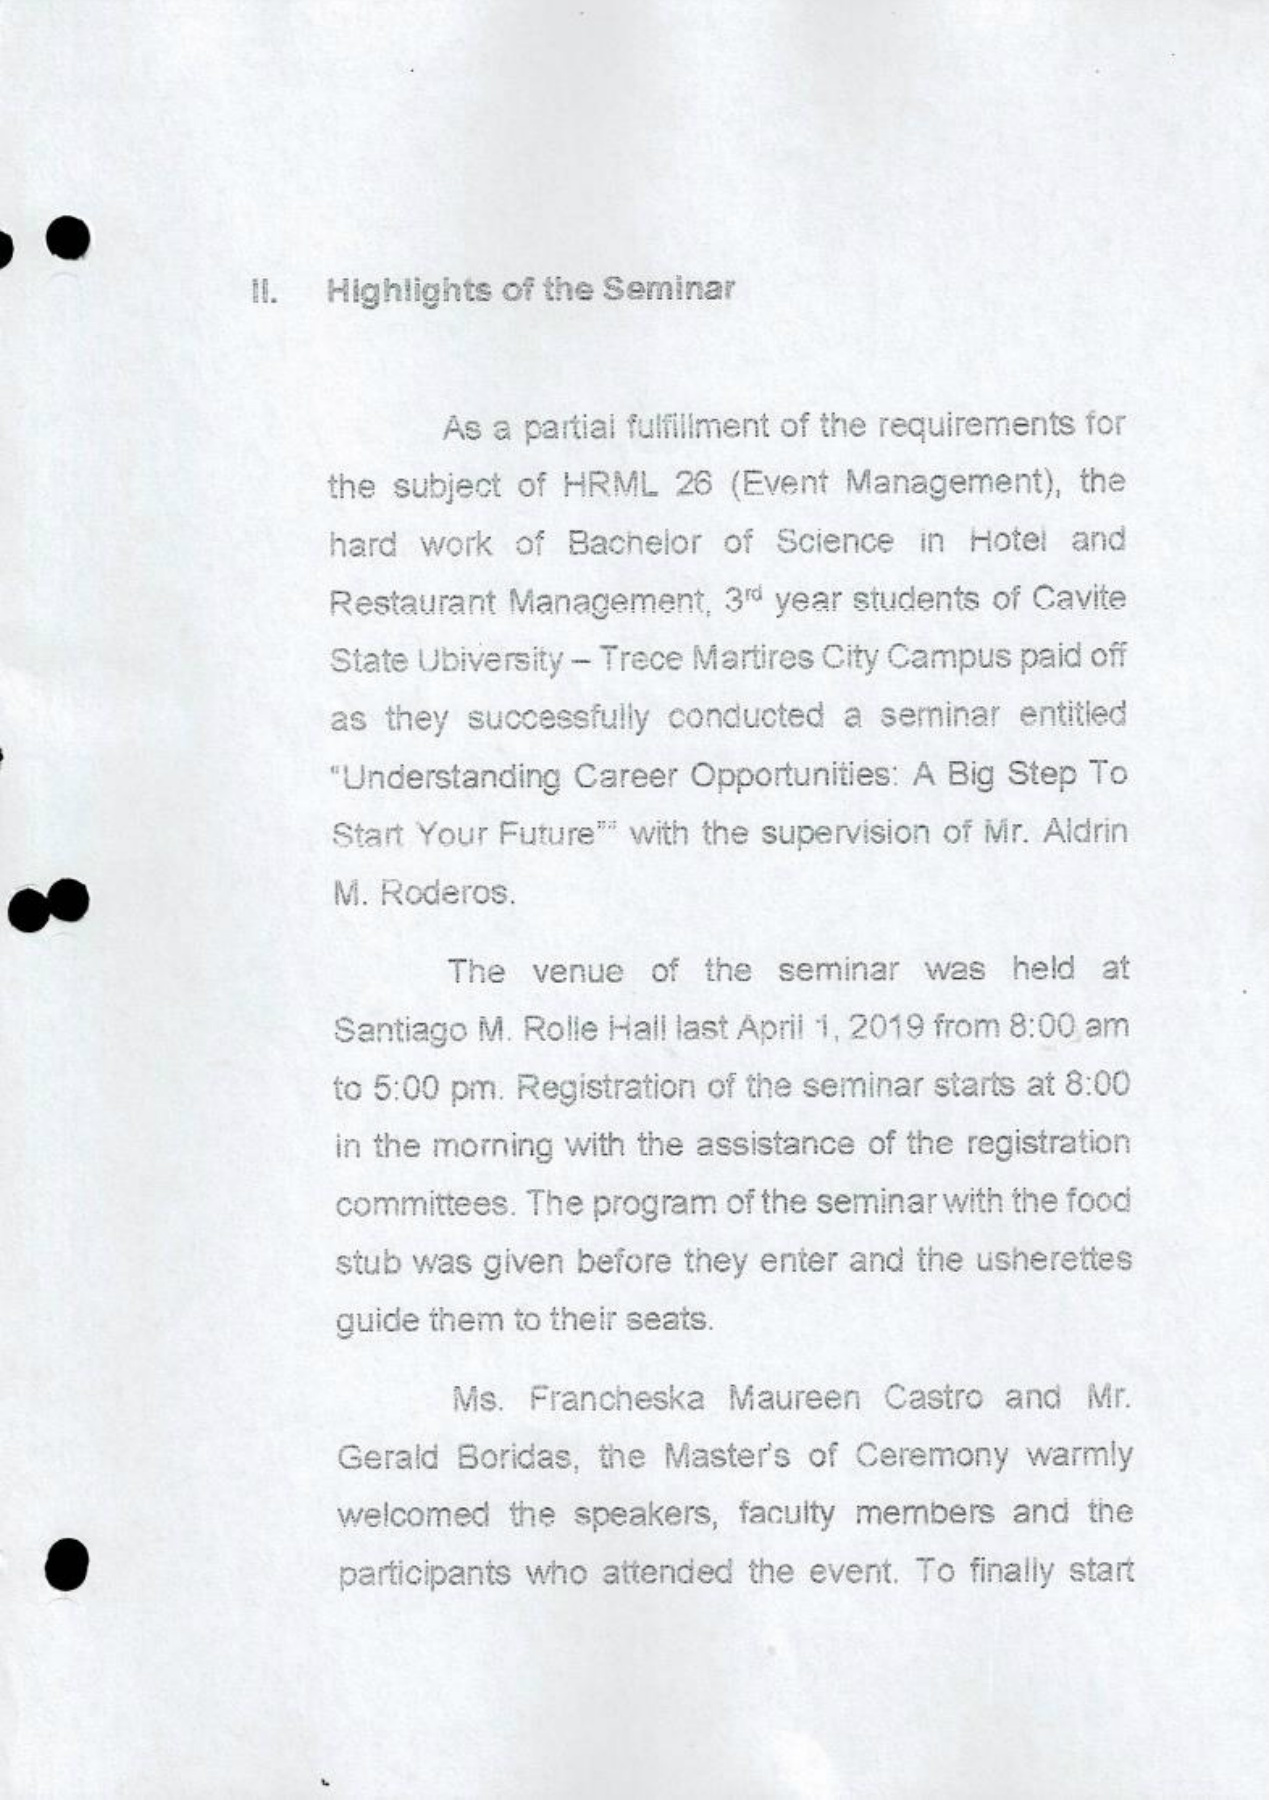 II. Highlights of the Seminar
As a partial fulfillment of the requirements for
the subject of HRML 26 (Event Management), the
hard work of Bachelor of Science in Hotel and
Restaurant Management, 3rd year students of Cavite
State Ubiversity – Trece Martires City Campus paid off
as they successfully conducted a seminar entitled
“Understanding Career Opportunities: A Big Step To
Start Your Future”” with the supervision of Mr. Aldrin
M. Roderos.
The venue of the seminar was held at
Santiago M. Rolle Hall last April 1, 2019 from 8:00 am
to 5:00 pm. Registration of the seminar starts at 8:00
in the morning with the assistance of the registration
committees. The program of the seminar with the food
stub was given before they enter and the usherettes
guide them to their seats.
Ms. Francheska Maureen Castro and Mr.
Gerald Boridas, the Master's of Ceremony warmly
welcomed the speakers, faculty members and the
participants who attended the event. To finally start